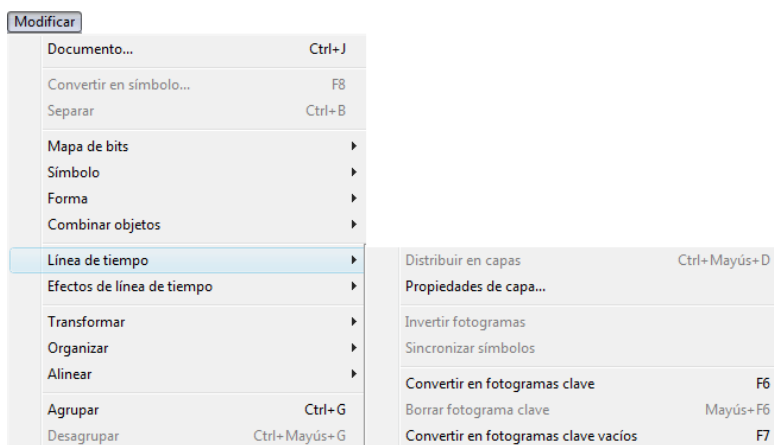 Modificar
Documento... Ctrl+J
Convertir en símbolo... F8
Separar Ctrl+B
Mapa de bits
Símbolo
Forma
Combinar objetos
Línea de tiempo
Efectos de línea de tiempo
Transformar
Organizar
Alinear
Agrupar Ctrl+G
Desagrupar Ctrl+Mayús+G
Distribuir en capas Ctrl+Mayús+D
Propiedades de capa...
Invertir fotogramas
Sincronizar símbolos
Convertir en fotogramas clave F6
Borrar fotograma clave Mayús+F6
Convertir en fotogramas clave vacíos F7